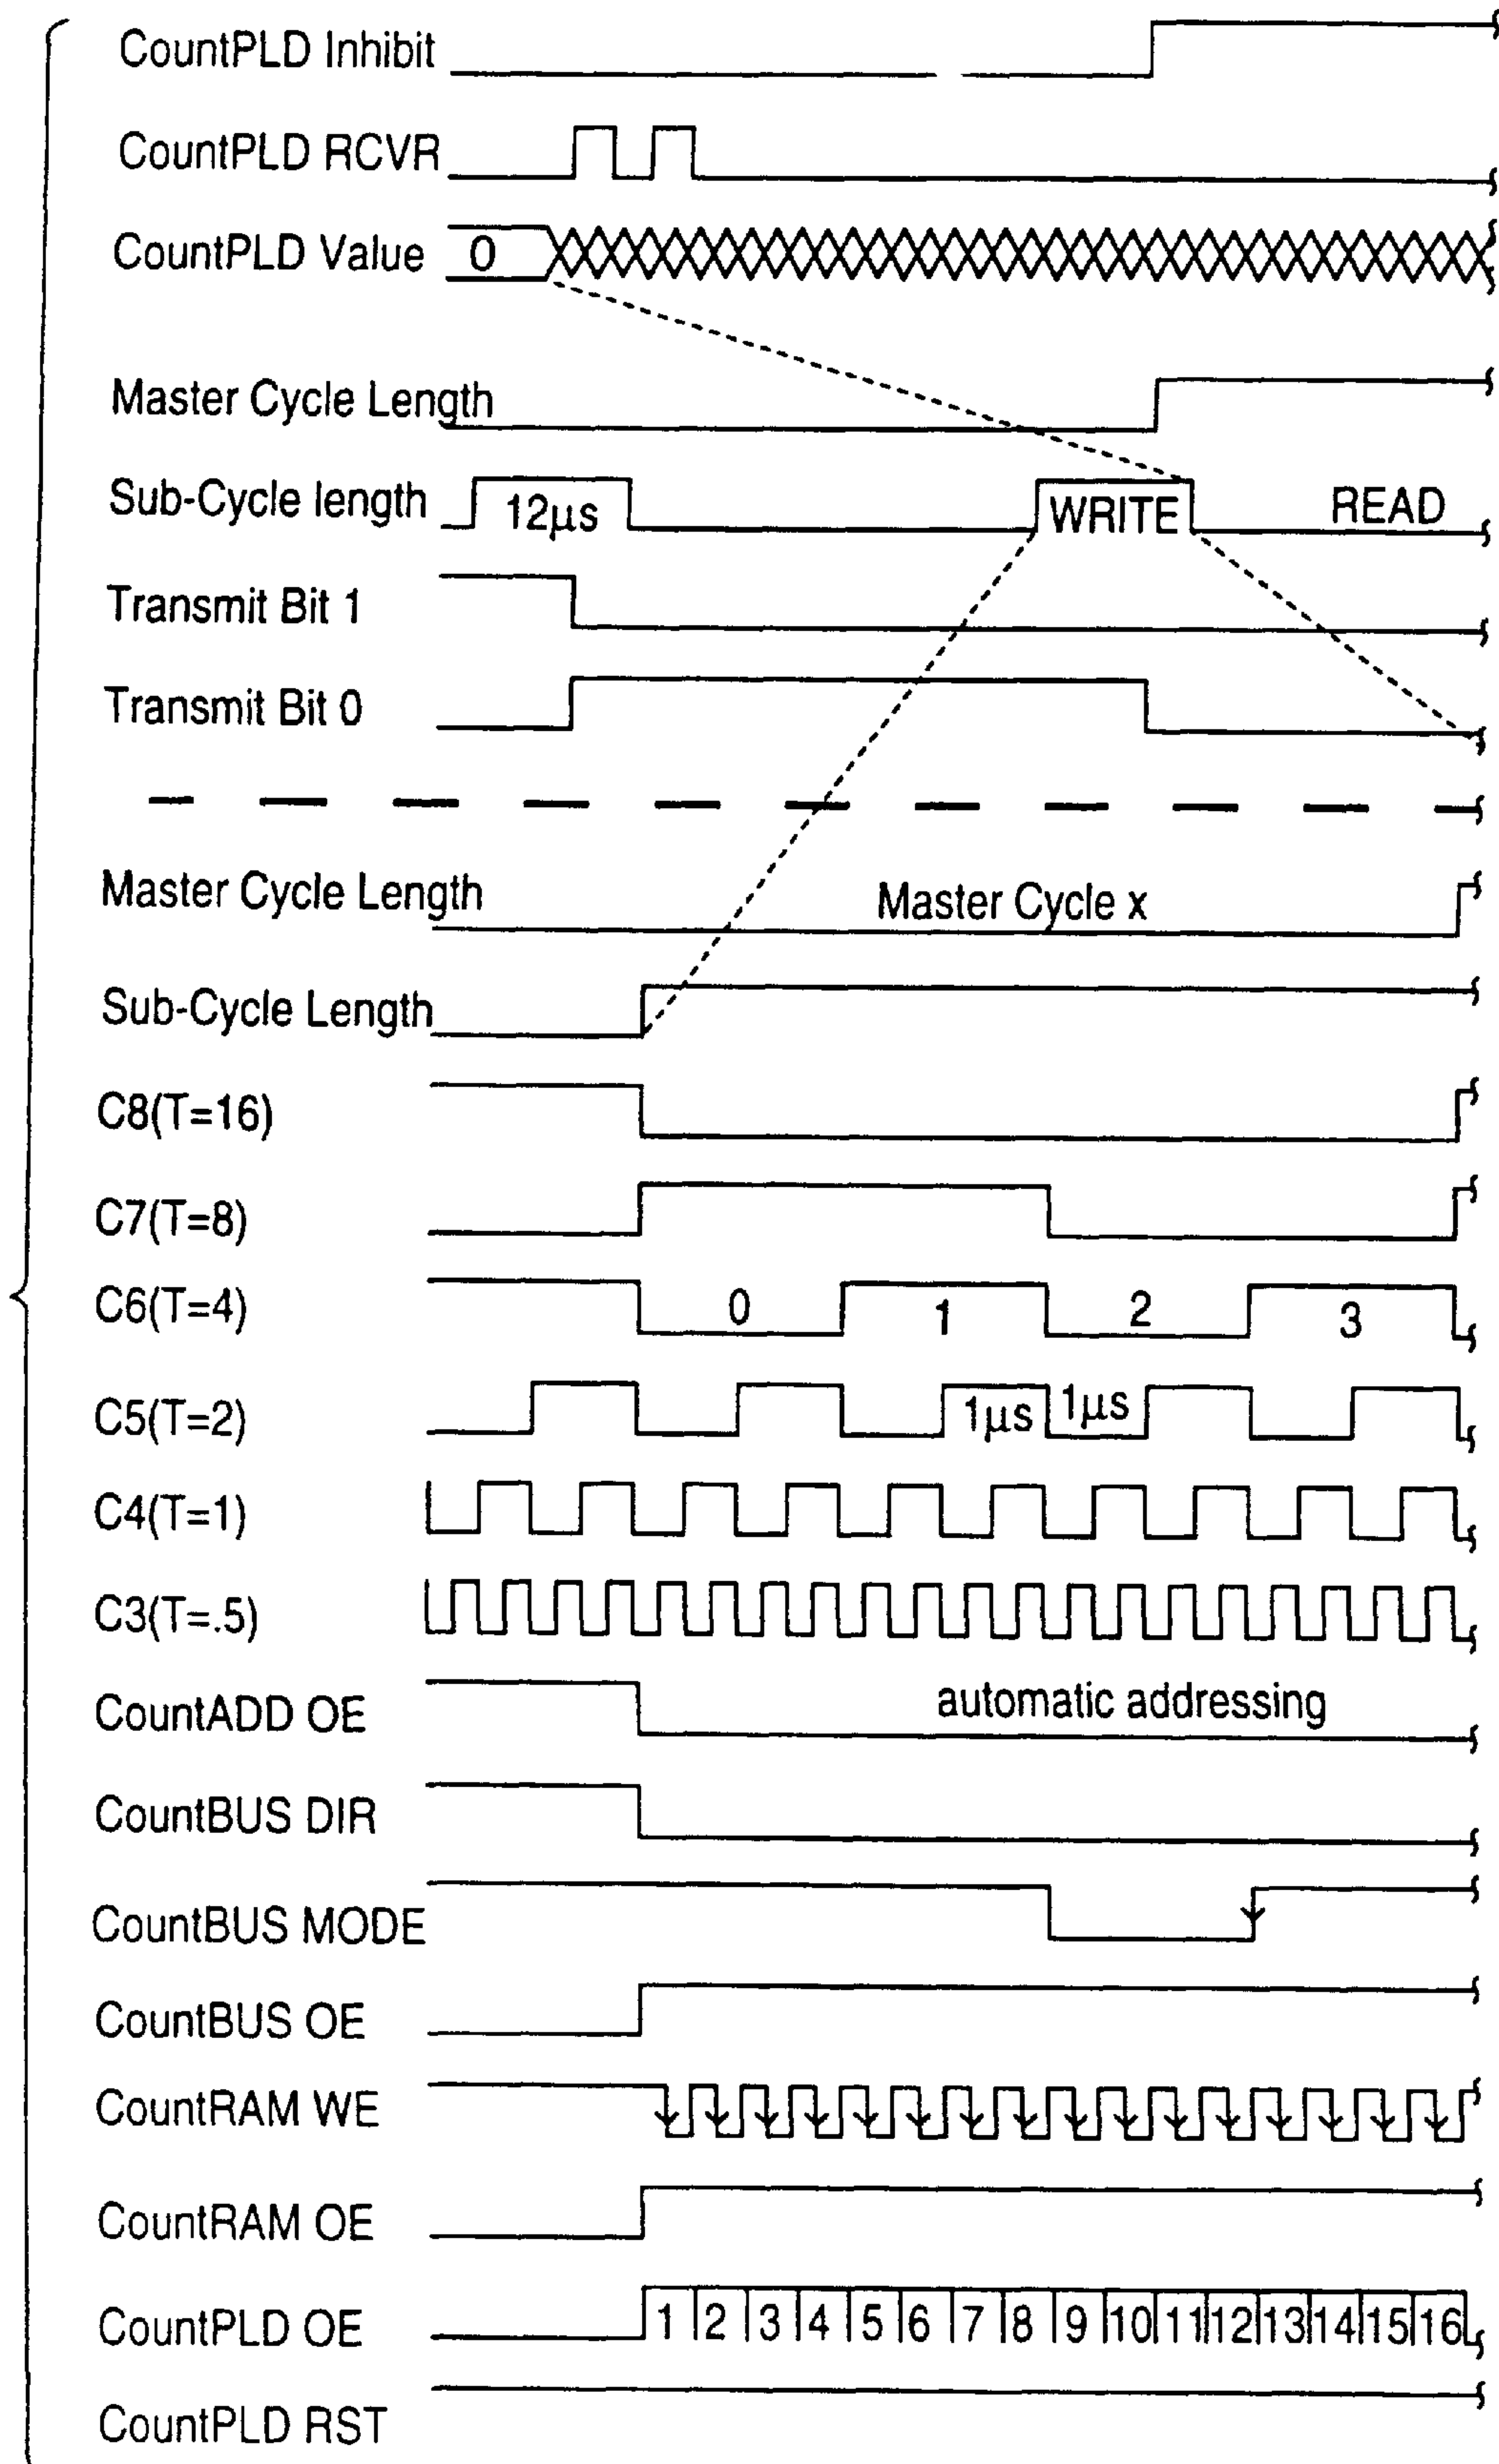 CountPLD Inhibit
CountPLD RCVR
CountPLD Value 0
Master Cycle Length
Sub-Cycle length 12µs WRITE READ
Transmit Bit 1
Transmit Bit 0
Master Cycle Length Master Cycle x
Sub-Cycle Length
C8(T=16)
C7(T=8)
C6(T=4) 0 1 2 3
C5(T=2) 1µs 1µs
C4(T=1)
C3(T=.5)
CountADD OE automatic addressing
CountBUS DIR
CountBUS MODE
CountBUS OE
CountRAM WE
CountRAM OE
CountPLD OE 1 2 3 4 5 6 7 8 9 10 11 12 13 14 15 16
CountPLD RST